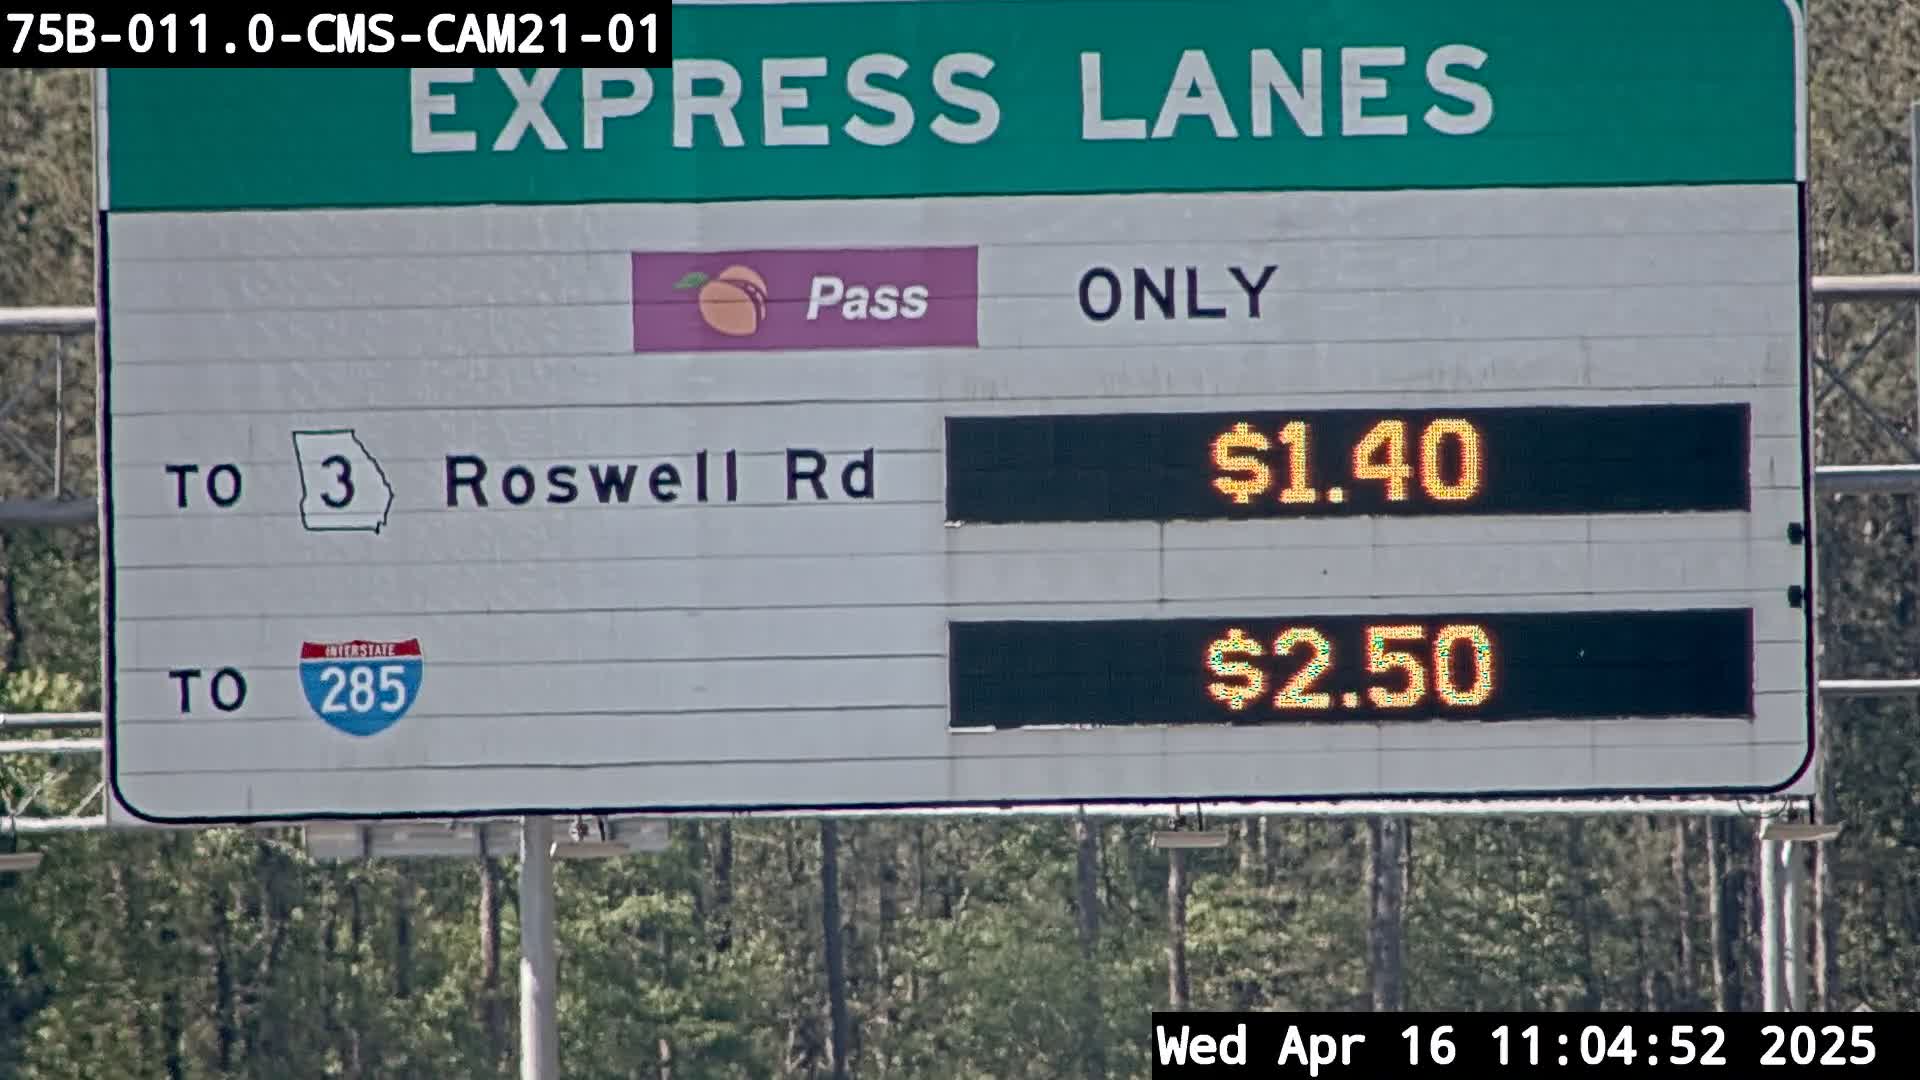 75B-011.0-CMS-CAM21-01
EXPRESS LANES
Pass ONLY
TO 3 Roswell Rd $1.40
INTERSTATE
TO 285 $2.50
Wed Apr 16 11:04:52 2025